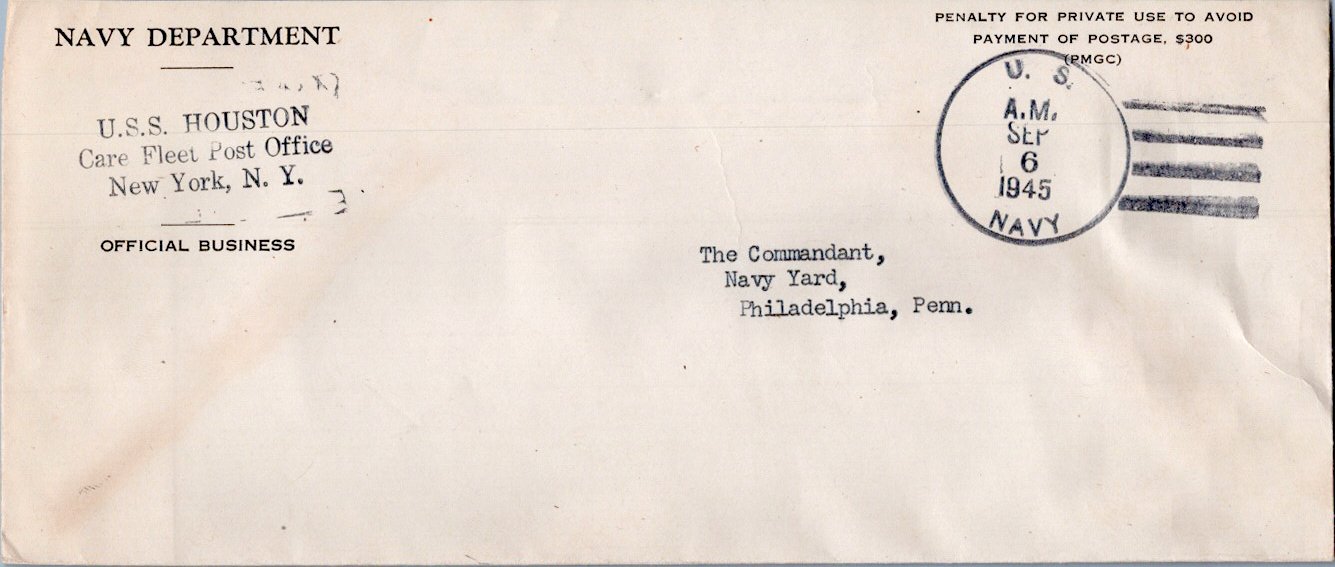 NAVY DEPARTMENT
U.S.S. HOUSTON
Care Fleet Post Office
New York, N. Y.
OFFICIAL BUSINESS
PENALTY FOR PRIVATE USE TO AVOID
PAYMENT OF POSTAGE, $300
(PMGC)
U. S.
A.M.
SEP
6
1945
NAVY
The Commandant,
Navy Yard,
Philadelphia, Penn.